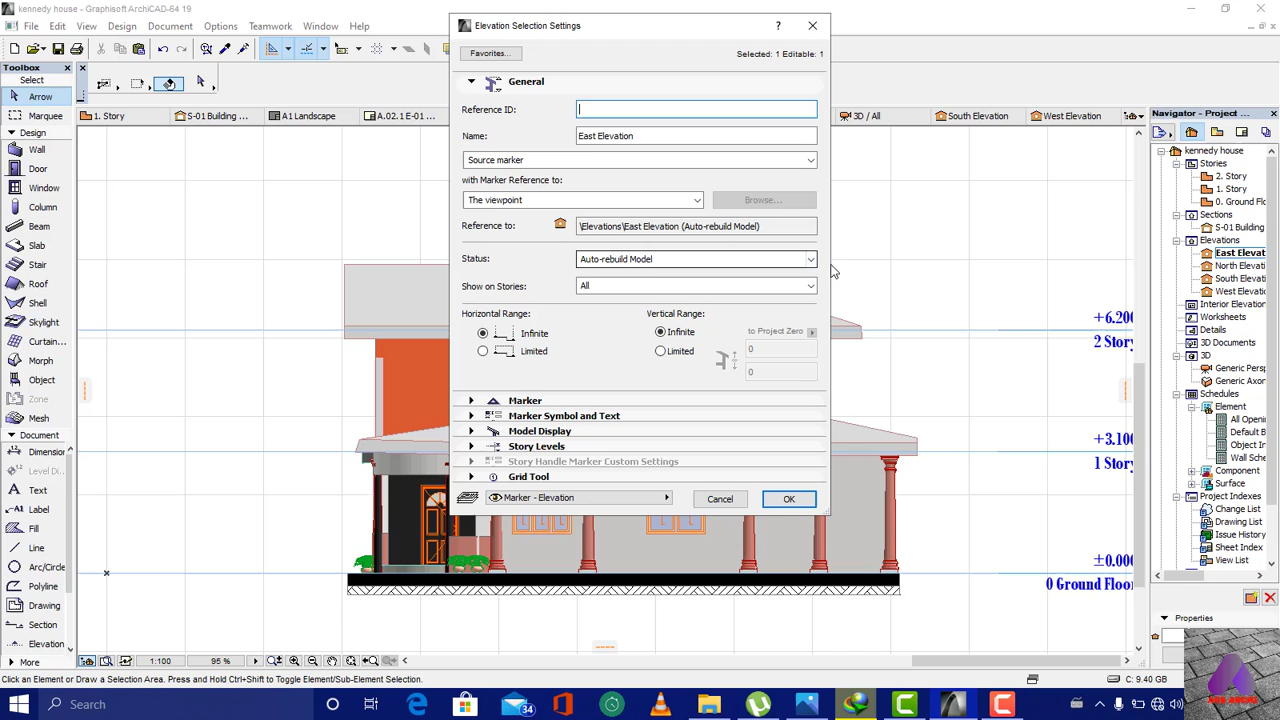 kennedy house - Graphisoft ArchiCAD-64 19
File Edit View Design Document Options Teamwork Window Help
Elevation Selection Settings
?
Favorites...
Selected: 1 Editable: 1
General
Reference ID:
Name: East Elevation
Source marker
with Marker Reference to:
The viewpoint Browse...
Reference to: \Elevations\East Elevation (Auto-rebuild Model)
Status: Auto-rebuild Model
Show on Stories: All
Horizontal Range: Vertical Range:
Infinite Infinite to Project Zero
Limited Limited 0
0
Marker
Marker Symbol and Text
Model Display
Story Levels
Story Handle Marker Custom Settings
Grid Tool
Marker - Elevation Cancel OK
Toolbox
Select
Arrow
Marquee
Design
Wall
Door
Window
Column
Beam
Slab
Stair
Roof
Shell
Skylight
Curtain...
Morph
Object
Zone
Mesh
Document
Dimension
Level Di
Text
Label
Fill
Line
Arc/Circle
Polyline
Drawing
Section
Elevation
More
1. Story S-01 Building ... A1 Landscape A.02.1 E-01 ... 3D / All South Elevation West Elevation
+6.200
2 Story
+3.100
1 Story
±0.000
0 Ground Floor
Navigator - Project ...
kennedy house
Stories
2. Story
1. Story
0. Ground Flo
Sections
S-01 Building
Elevations
East Elevat
North Elevati
South Elevati
West Elevati
Interior Elevation
Worksheets
Details
3D Documents
3D
Generic Persp
Generic Axon
Schedules
Element
All Opening
Default B
Object In
Wall Sche
Component
Surface
Project Indexes
Change List
Drawing List
Issue History
Sheet Index
View List
Properties
1:100 95 %
Click an Element or Draw a Selection Area. Press and Hold Ctrl+Shift to Toggle Element/Sub-Element Selection.
C: 9.40 GB
Search
34